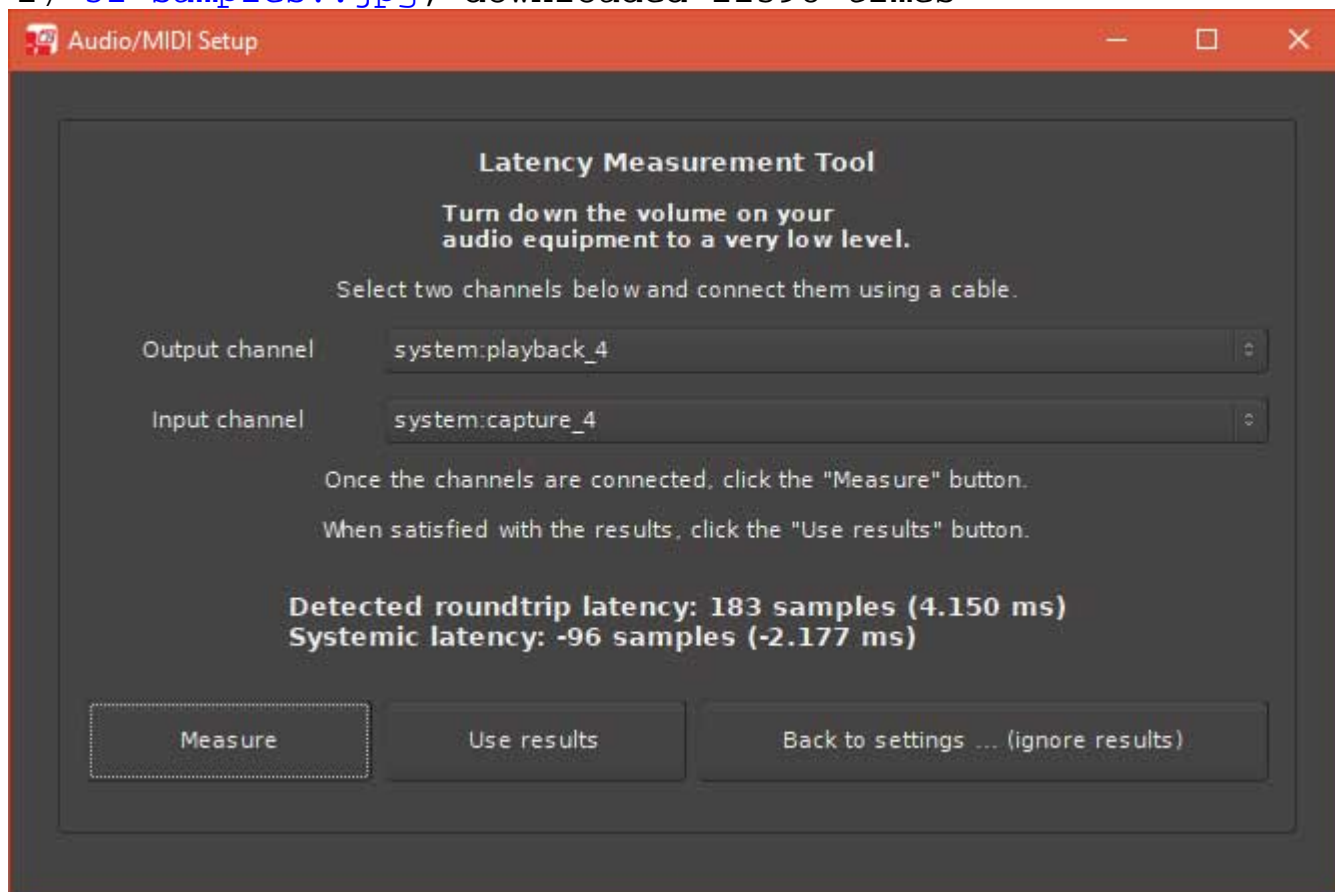 Audio/MIDI Setup
Latency Measurement Tool
Turn down the volume on your
audio equipment to a very low level.
Select two channels below and connect them using a cable.
Output channel system:playback_4
Input channel system:capture_4
Once the channels are connected, click the "Measure" button.
When satisfied with the results, click the "Use results" button.
Detected roundtrip latency: 183 samples (4.150 ms)
Systemic latency: -96 samples (-2.177 ms)
Measure Use results Back to settings ... (ignore results)